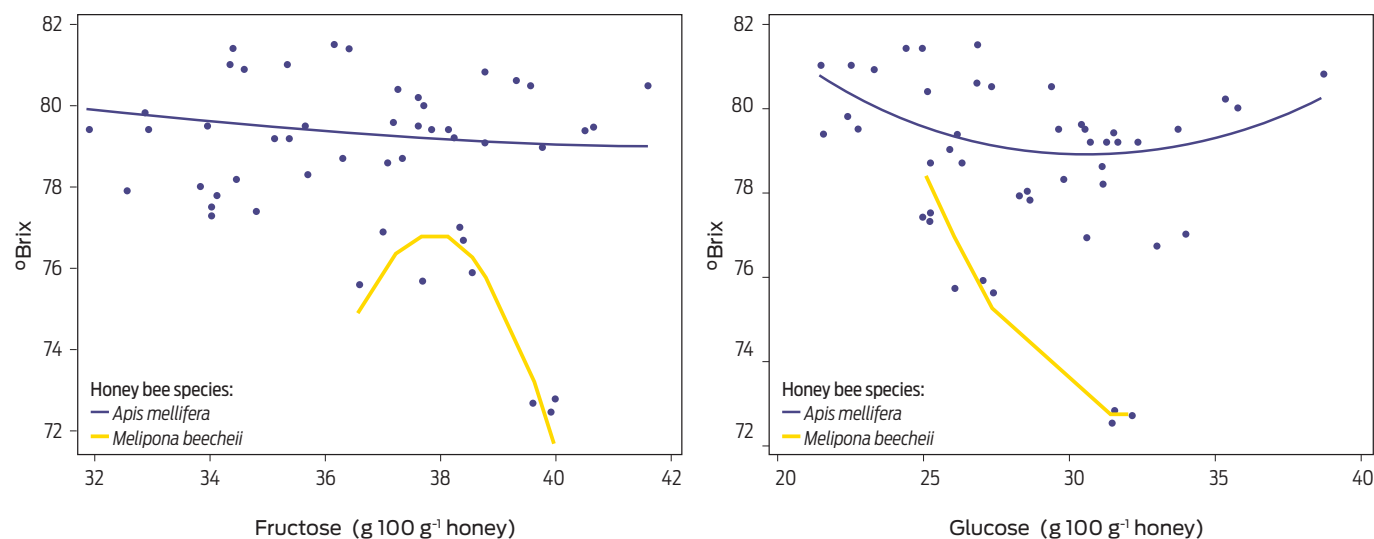 82
80
78
76
74
72
ºBrix
Honey bee species:
Apis mellifera
Melipona beecheii
32 34 36 38 40 42
Fructose (g 100 g-¹ honey)
82
80
78
76
74
72
ºBrix
Honey bee species:
Apis mellifera
Melipona beecheii
20 25 30 35 40
Glucose (g 100 g-¹ honey)